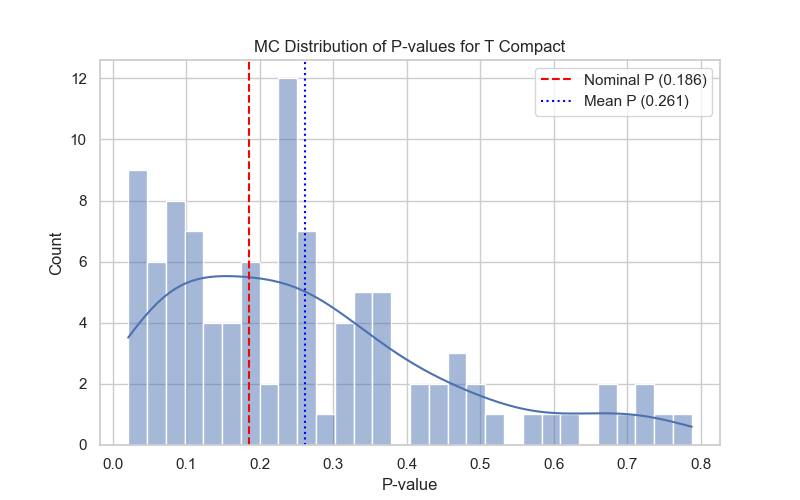 MC Distribution of P-values for T Compact
Nominal P (0.186)
Mean P (0.261)
Count
12
10
8
6
4
2
0
0.0 0.1 0.2 0.3 0.4 0.5 0.6 0.7 0.8
P-value